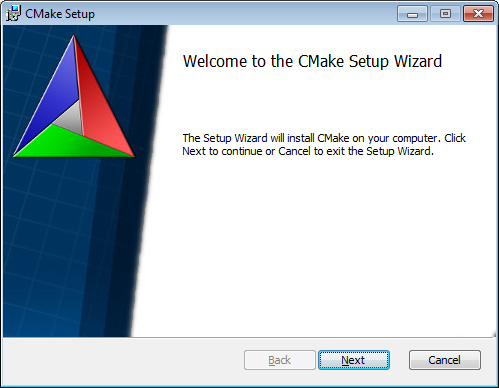 CMake Setup
Welcome to the CMake Setup Wizard
The Setup Wizard will install CMake on your computer. Click
Next to continue or Cancel to exit the Setup Wizard.
Back
Next
Cancel